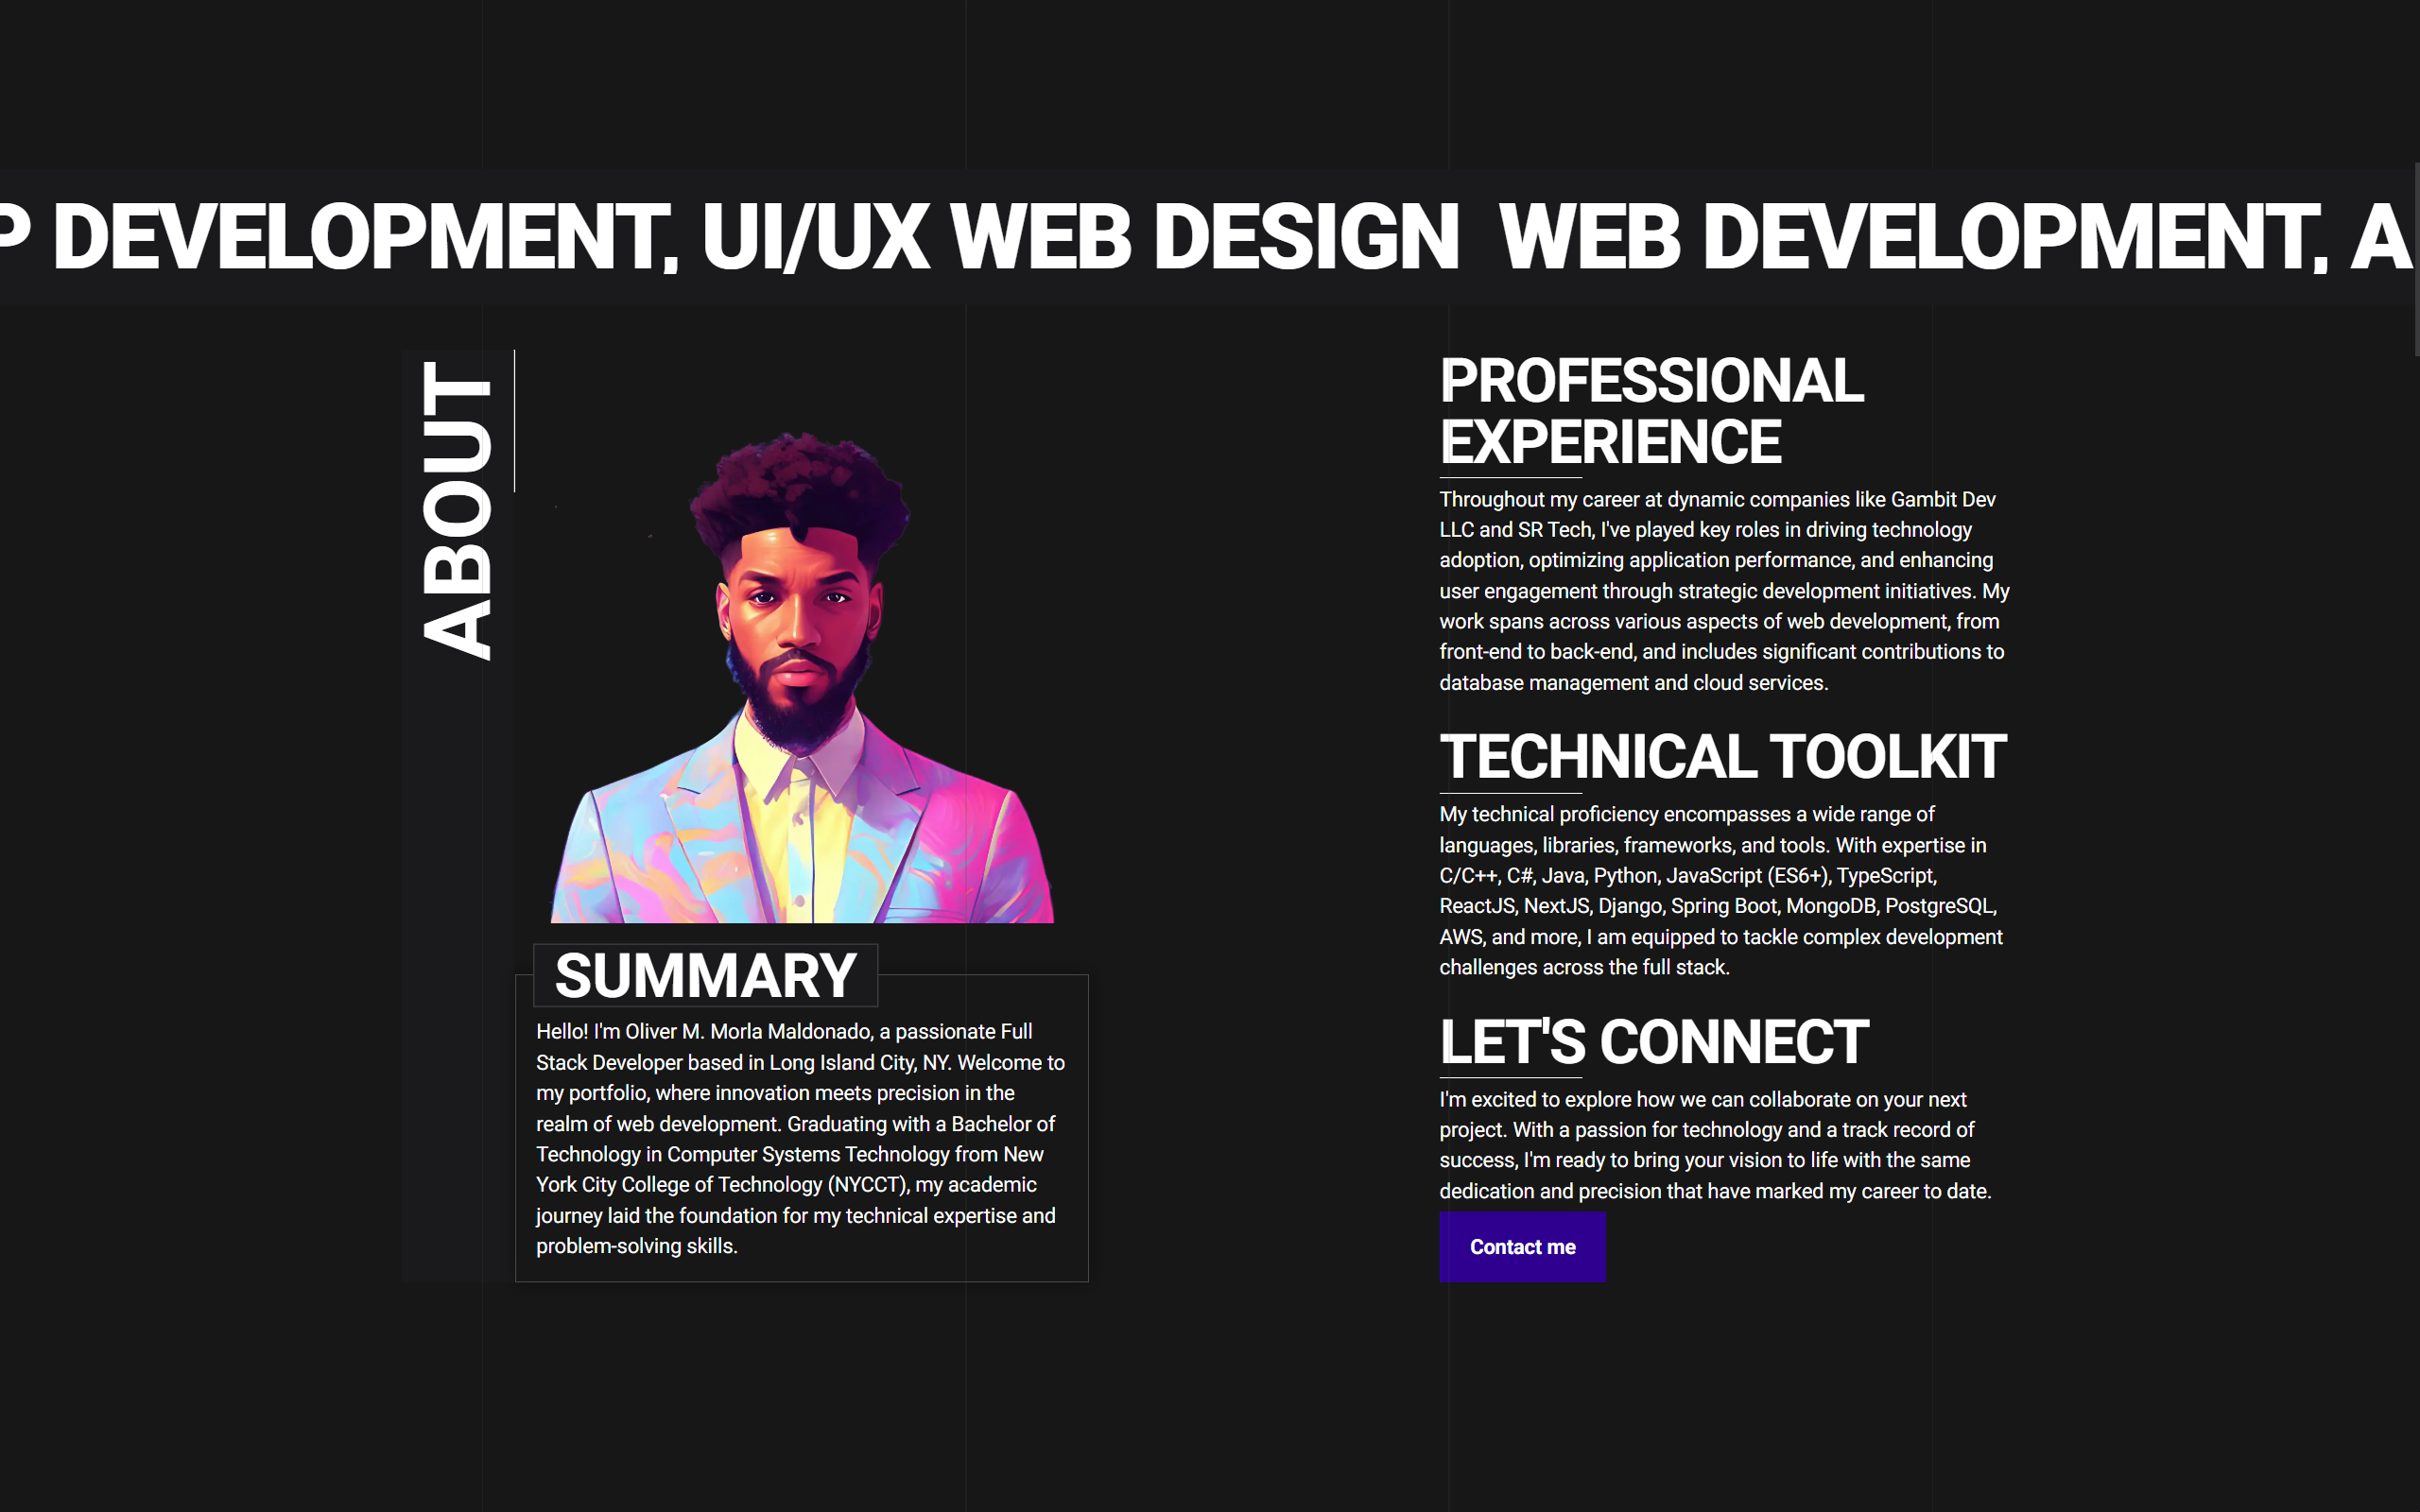 P DEVELOPMENT, UI/UX WEB DESIGN WEB DEVELOPMENT, A
ABOUT
SUMMARY
Hello! I'm Oliver M. Morla Maldonado, a passionate Full
Stack Developer based in Long Island City, NY. Welcome to
my portfolio, where innovation meets precision in the
realm of web development. Graduating with a Bachelor of
Technology in Computer Systems Technology from New
York City College of Technology (NYCCT), my academic
journey laid the foundation for my technical expertise and
problem-solving skills.
PROFESSIONAL
EXPERIENCE
Throughout my career at dynamic companies like Gambit Dev
LLC and SR Tech, I've played key roles in driving technology
adoption, optimizing application performance, and enhancing
user engagement through strategic development initiatives. My
work spans across various aspects of web development, from
front-end to back-end, and includes significant contributions to
database management and cloud services.
TECHNICAL TOOLKIT
My technical proficiency encompasses a wide range of
languages, libraries, frameworks, and tools. With expertise in
C/C++, C#, Java, Python, JavaScript (ES6+), TypeScript,
ReactJS, NextJS, Django, Spring Boot, MongoDB, PostgreSQL,
AWS, and more, I am equipped to tackle complex development
challenges across the full stack.
LET'S CONNECT
I'm excited to explore how we can collaborate on your next
project. With a passion for technology and a track record of
success, I'm ready to bring your vision to life with the same
dedication and precision that have marked my career to date.
Contact me